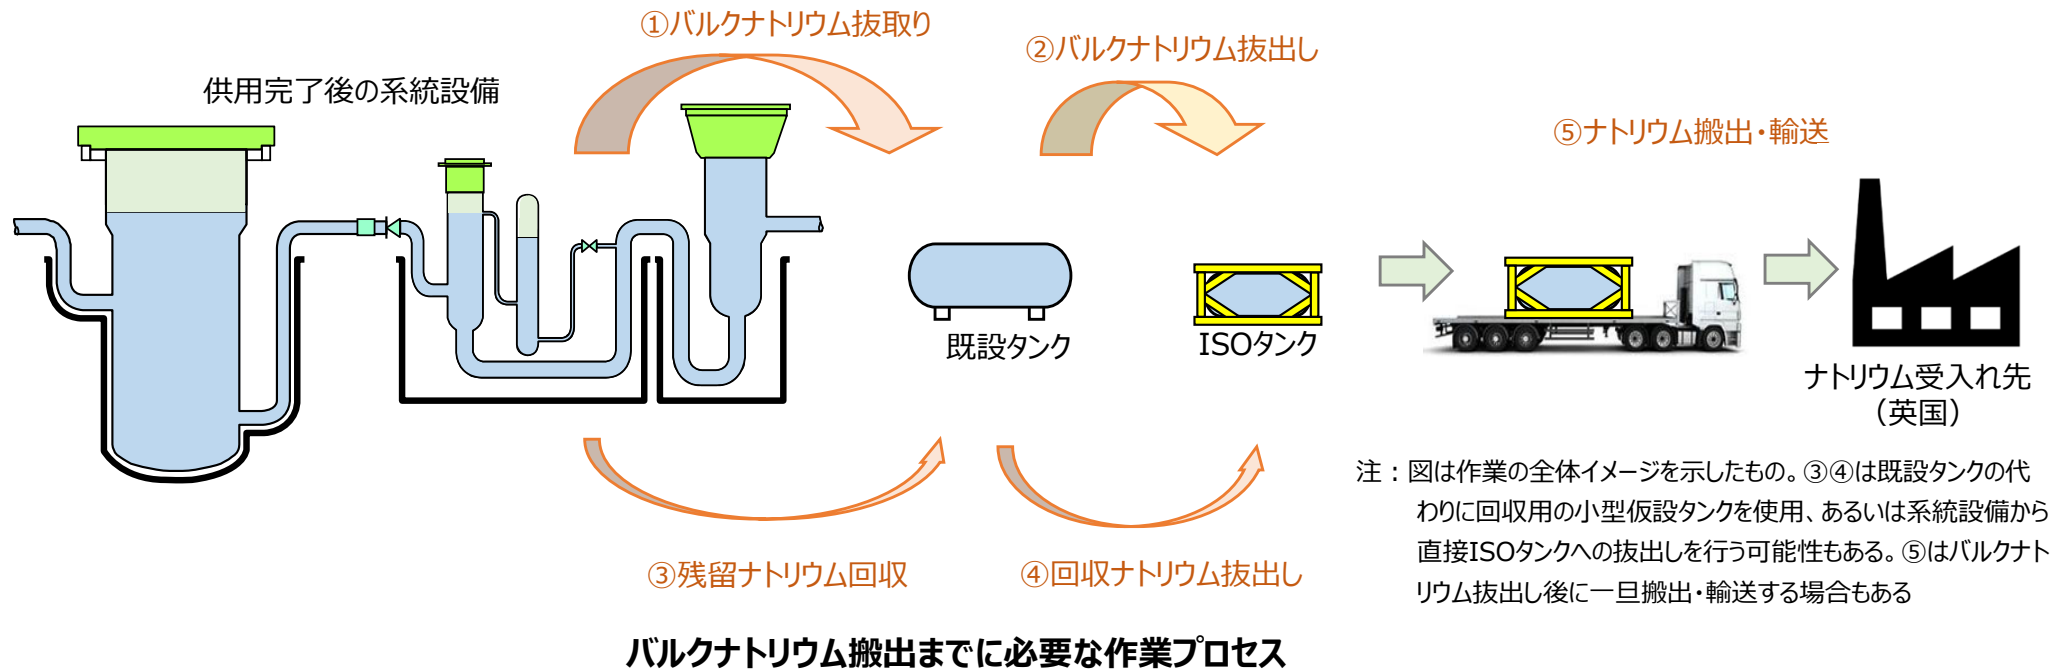 ①バルクナトリウム抜取り
②バルクナトリウム抜出し
供用完了後の系統設備
⑤ナトリウム搬出・輸送
既設タンク
ISOタンク
ナトリウム受入れ先
（英国）
③残留ナトリウム回収
④回収ナトリウム抜出し
注：図は作業の全体イメージを示したもの。③④は既設タンクの代
わりに回収用の小型仮設タンクを使用、あるいは系統設備から
直接ISOタンクへの抜出しを行う可能性もある。⑤はバルクナト
リウム抜出し後に一旦搬出・輸送する場合もある
バルクナトリウム搬出までに必要な作業プロセス